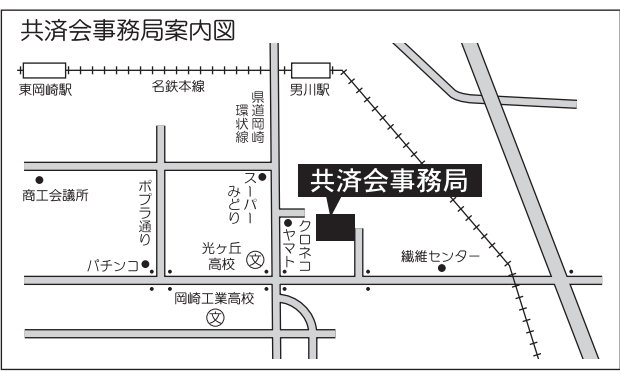 共済会事務局案内図
東岡崎駅
名鉄本線
男川駅
県道岡崎
環状線
商工会議所
ポプラ通り
スーパー
みどり
共済会事務局
クロネコ
ヤマト
光ヶ丘
高校
文
パチンコ
繊維センター
岡崎工業高校
文